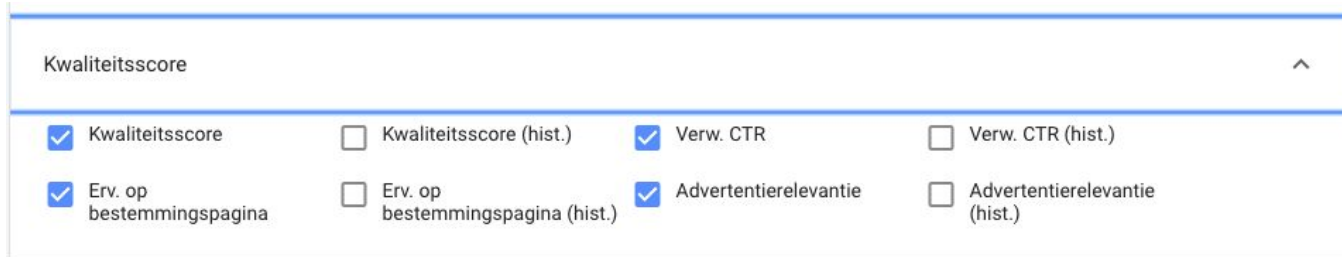 Kwaliteitsscore
Kwaliteitsscore
Kwaliteitsscore (hist.)
Verw. CTR
Verw. CTR (hist.)
Erv. op
bestemmingspagina
Erv. op
bestemmingspagina (hist.)
Advertentierelevantie
Advertentierelevantie
(hist.)